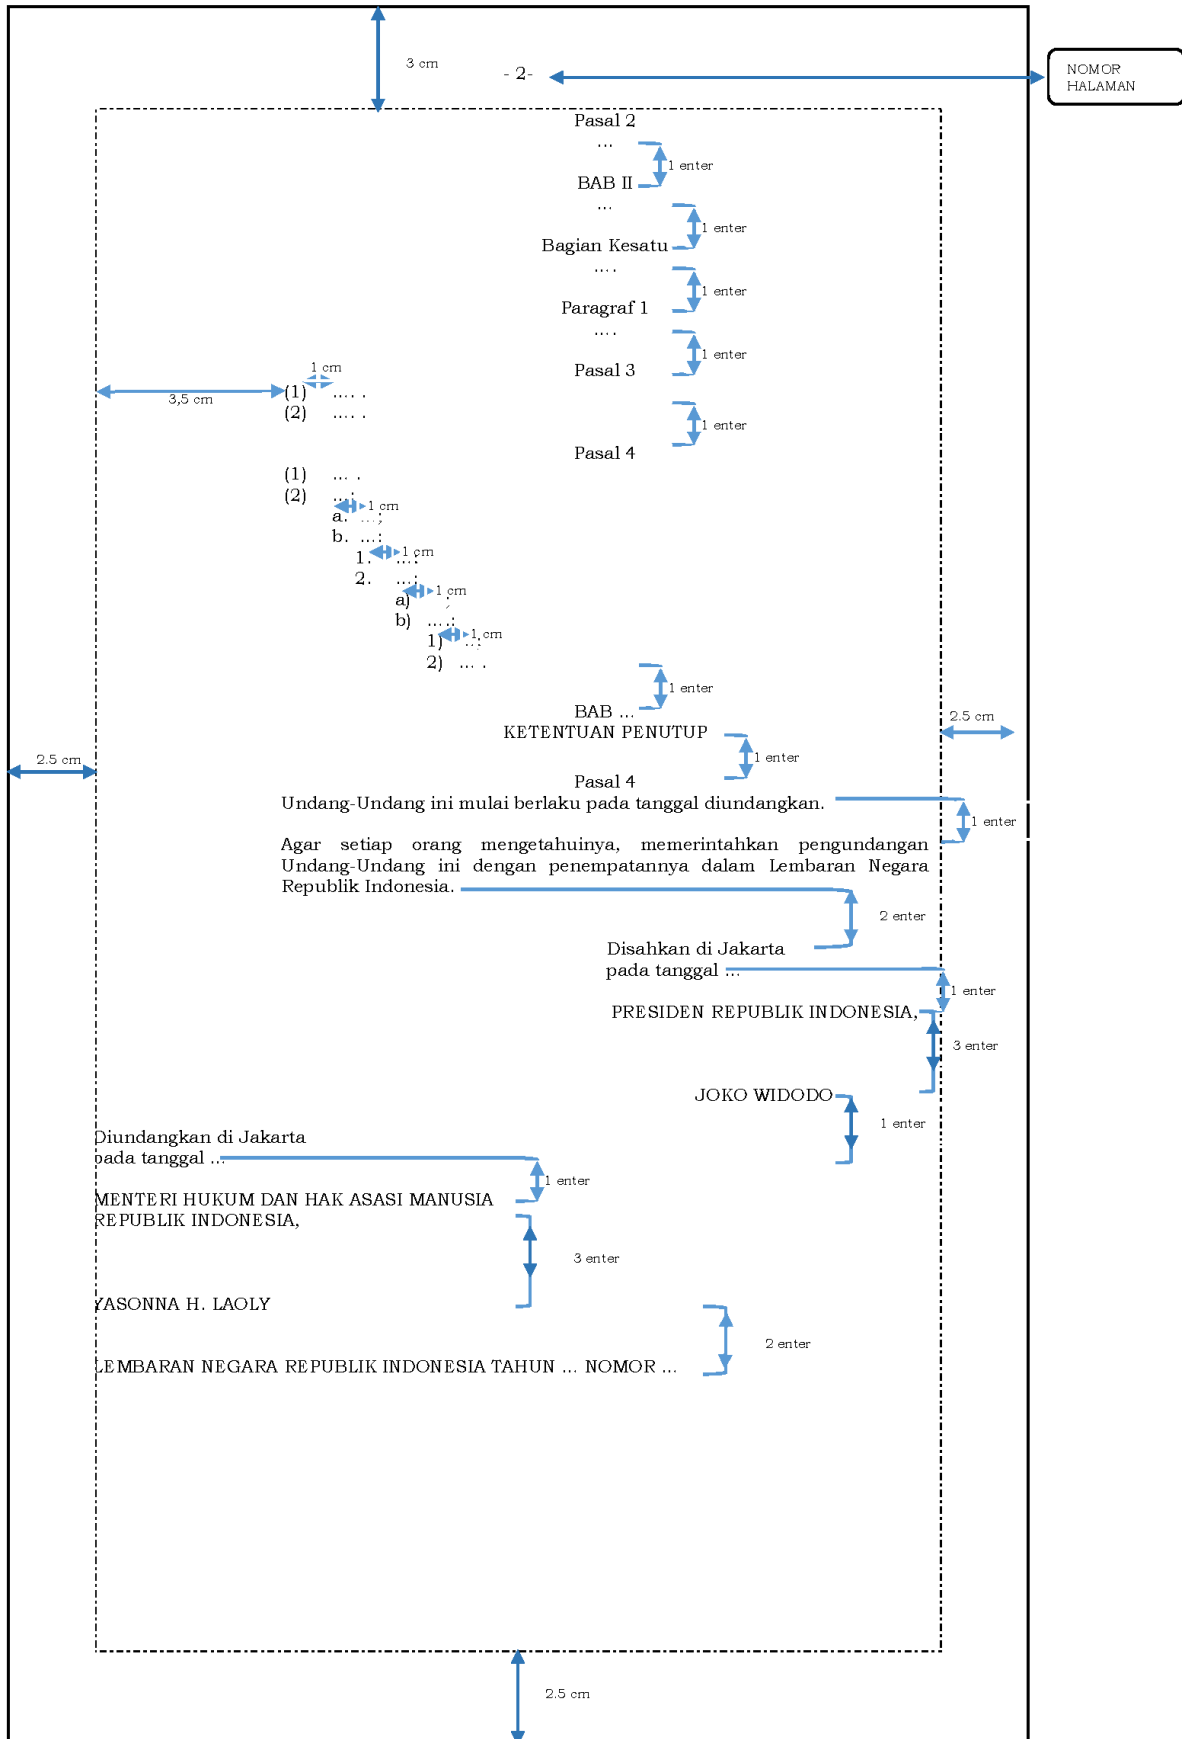 3 cm
- 2-
NOMOR
HALAMAN
Pasal 2
...
1 enter
BAB II
...
1 enter
Bagian Kesatu
....
1 enter
Paragraf 1
....
1 enter
Pasal 3
1 cm
3,5 cm
(1) .... .
(2) .... .
1 enter
Pasal 4
(1) ... .
(2) ...:
1 cm
a. ...;
b. ...:
1 cm
1. ...:
2. ...:
1 cm
a) ;
b) ....:
1 cm
1) ...;
2) ... .
1 enter
BAB ...
KETENTUAN PENUTUP
2.5 cm
2.5 cm
1 enter
Pasal 4
Undang-Undang ini mulai berlaku pada tanggal diundangkan.
1 enter
Agar setiap orang mengetahuinya, memerintahkan pengundangan
Undang-Undang ini dengan penempatannya dalam Lembaran Negara
Republik Indonesia.
2 enter
Disahkan di Jakarta
pada tanggal ...
1 enter
PRESIDEN REPUBLIK INDONESIA,
3 enter
JOKO WIDODO
1 enter
Diundangkan di Jakarta
pada tanggal ...
1 enter
MENTERI HUKUM DAN HAK ASASI MANUSIA
REPUBLIK INDONESIA,
3 enter
YASONNA H. LAOLY
2 enter
LEMBARAN NEGARA REPUBLIK INDONESIA TAHUN ... NOMOR ...
2.5 cm